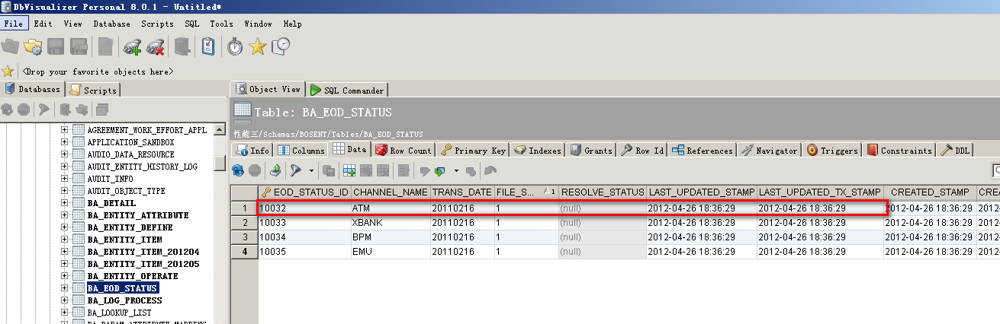 DbVisualizer Personal 8.0.1 - Untitled*
File Edit View Database Scripts SQL Tools Window Help
<Drop your favorite objects here>
Databases Scripts
Object View SQL Commander
Table: BA_EOD_STATUS
性能三/Schemas/BOSENT/Tables/BA_EOD_STATUS
Info Columns Data Row Count Primary Key Indexes Grants Row Id References Navigator Triggers Constraints DDL
AGREEMENT_WORK_EFFORT_APPL
APPLICATION_SANDBOX
AUDIO_DATA_RESOURCE
AUDIT_ENTITY_HISTORY_LOG
AUDIT_INFO
AUDIT_OBJECT_TYPE
BA_DETAIL
BA_ENTITY_ATTRIBUTE
BA_ENTITY_DEFINE
BA_ENTITY_ITEM
BA_ENTITY_ITEM_201204
BA_ENTITY_ITEM_201205
BA_ENTITY_OPERATE
BA_EOD_STATUS
BA_LOG_PROCESS
BA_LOOKUP_LIST
BA_PARAM_ATTRIBUTE_MAPPING
EOD_STATUS_ID CHANNEL_NAME TRANS_DATE FILE_S... 1 RESOLVE_STATUS LAST_UPDATED_STAMP LAST_UPDATED_TX_STAMP CREATED_STAMP CREA
1 10032 ATM 20110216 1 (null) 2012-04-26 18:36:29 2012-04-26 18:36:29 2012-04-26 18:36:29 2012-
2 10033 XBANK 20110216 1 (null) 2012-04-26 18:36:29 2012-04-26 18:36:29 2012-04-26 18:36:29 2012-
3 10034 BPM 20110216 1 (null) 2012-04-26 18:36:29 2012-04-26 18:36:29 2012-04-26 18:36:29 2012-
4 10035 EMU 20110216 1 (null) 2012-04-26 18:36:29 2012-04-26 18:36:29 2012-04-26 18:36:29 2012-